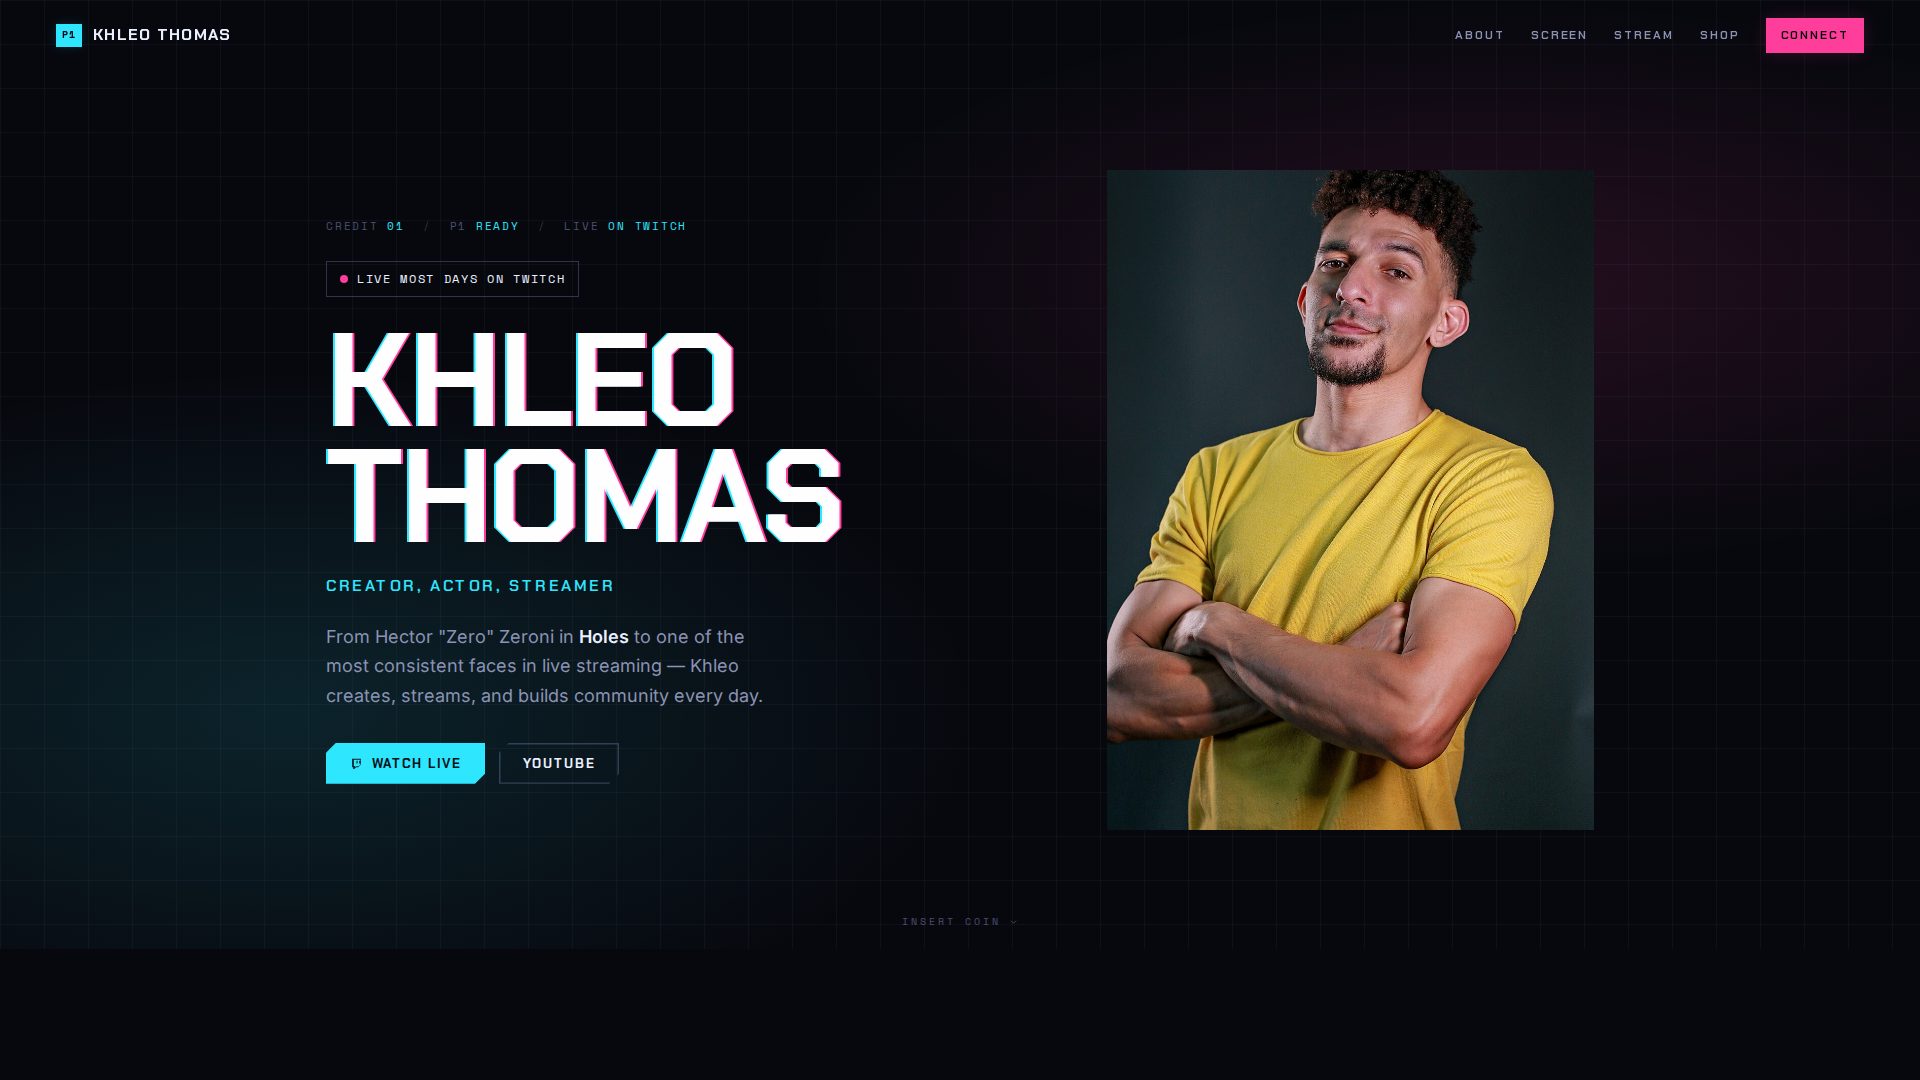 P1 KHLEO THOMAS
ABOUT SCREEN STREAM SHOP CONNECT
CREDIT 01 / P1 READY / LIVE ON TWITCH
LIVE MOST DAYS ON TWITCH
KHLEO
THOMAS
CREATOR, ACTOR, STREAMER
From Hector "Zero" Zeroni in Holes to one of the
most consistent faces in live streaming — Khleo
creates, streams, and builds community every day.
WATCH LIVE YOUTUBE
INSERT COIN